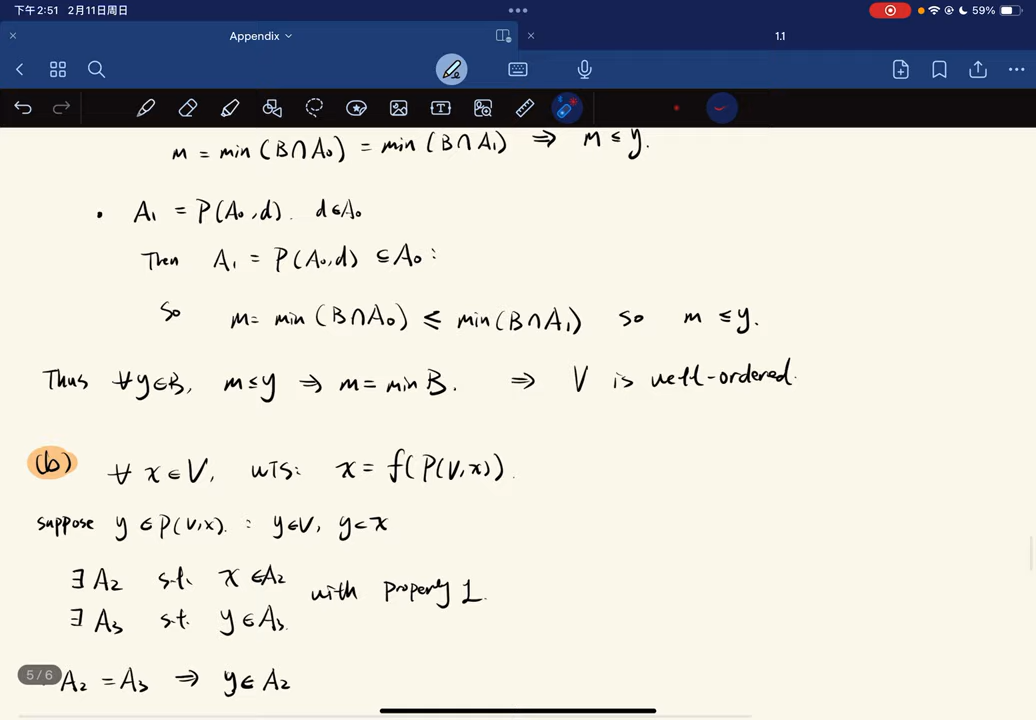 下午2:51 2月11日周日
59%
Appendix
1.1
m = min (B∩A₀) = min (B∩A₁) ⇒ m ≤ y.
• A₁ = P(A₀,d). d∈A₀
Then A₁ = P(A₀,d) ⊆ A₀ :
So m = min (B∩A₀) ≤ min(B∩A₁) so m ≤ y.
Thus ∀y∈B, m≤y ⇒ m = min B. ⇒ V is well-ordered.
(b) ∀ x∈V, WTS: x = f(P(V,x)).
suppose y ∈ P(V,x). : y∈V, y<x
∃ A₂ s.t. x∈A₂
with property 1.
∃ A₃ s.t. y∈A₃.
5/6
A₂ = A₃ ⇒ y∈A₂